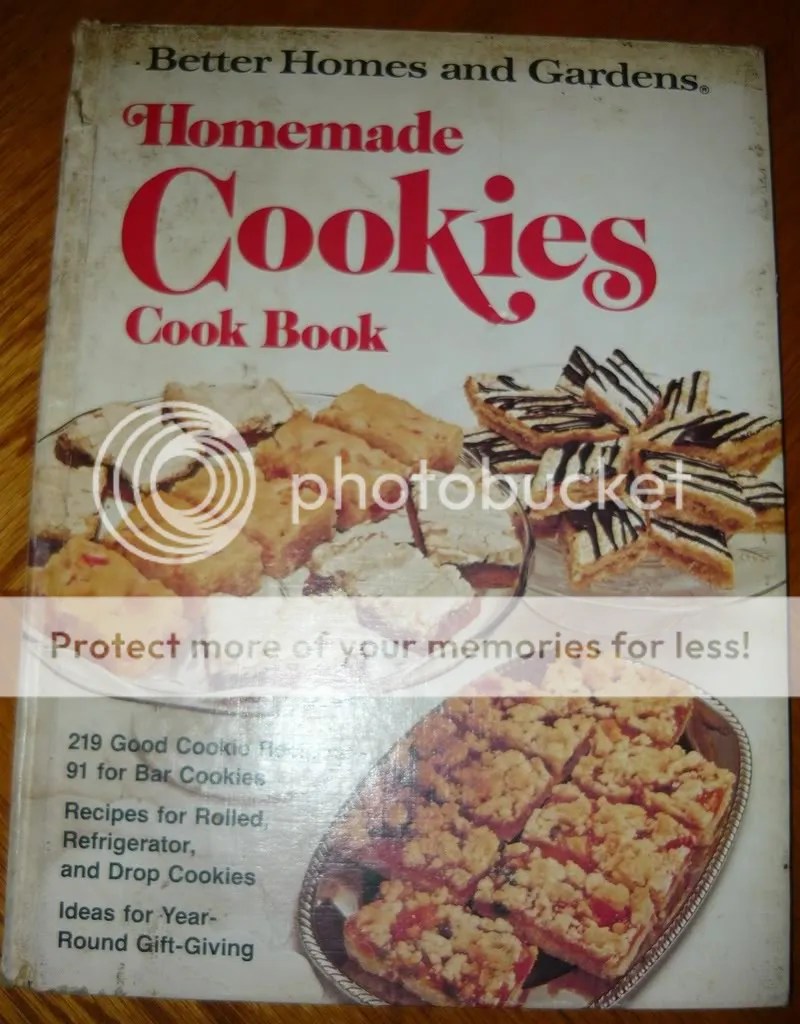 Better Homes and Gardens®
Homemade
Cookies
Cook Book
photobucket
Protect more of your memories for less!
219 Good Cookie
91 for Bar Cookies
Recipes for Rolled,
Refrigerator,
and Drop Cookies
Ideas for Year-
Round Gift-Giving